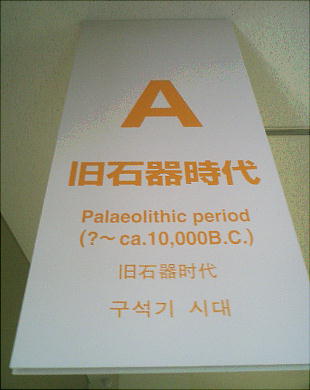 A
旧石器時代
Palaeolithic period
(?～ca.10,000B.C.)
旧石器时代
구석기 시대